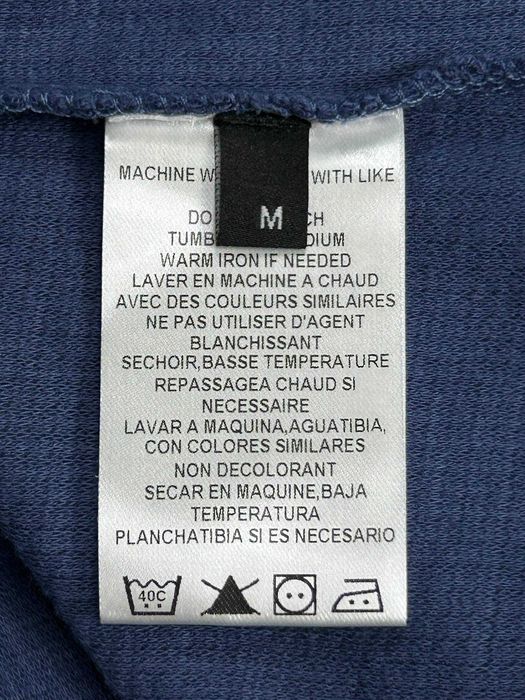 MACHINE W WITH LIKE
M
DO CH
TUMB DIUM
WARM IRON IF NEEDED
LAVER EN MACHINE A CHAUD
AVEC DES COULEURS SIMILAIRES
NE PAS UTILISER D'AGENT
BLANCHISSANT
SECHOIR,BASSE TEMPERATURE
REPASSAGEA CHAUD SI
NECESSAIRE
LAVAR A MAQUINA,AGUATIBIA,
CON COLORES SIMILARES
NON DECOLORANT
SECAR EN MAQUINE,BAJA
TEMPERATURA
PLANCHATIBIA SI ES NECESARIO
40C